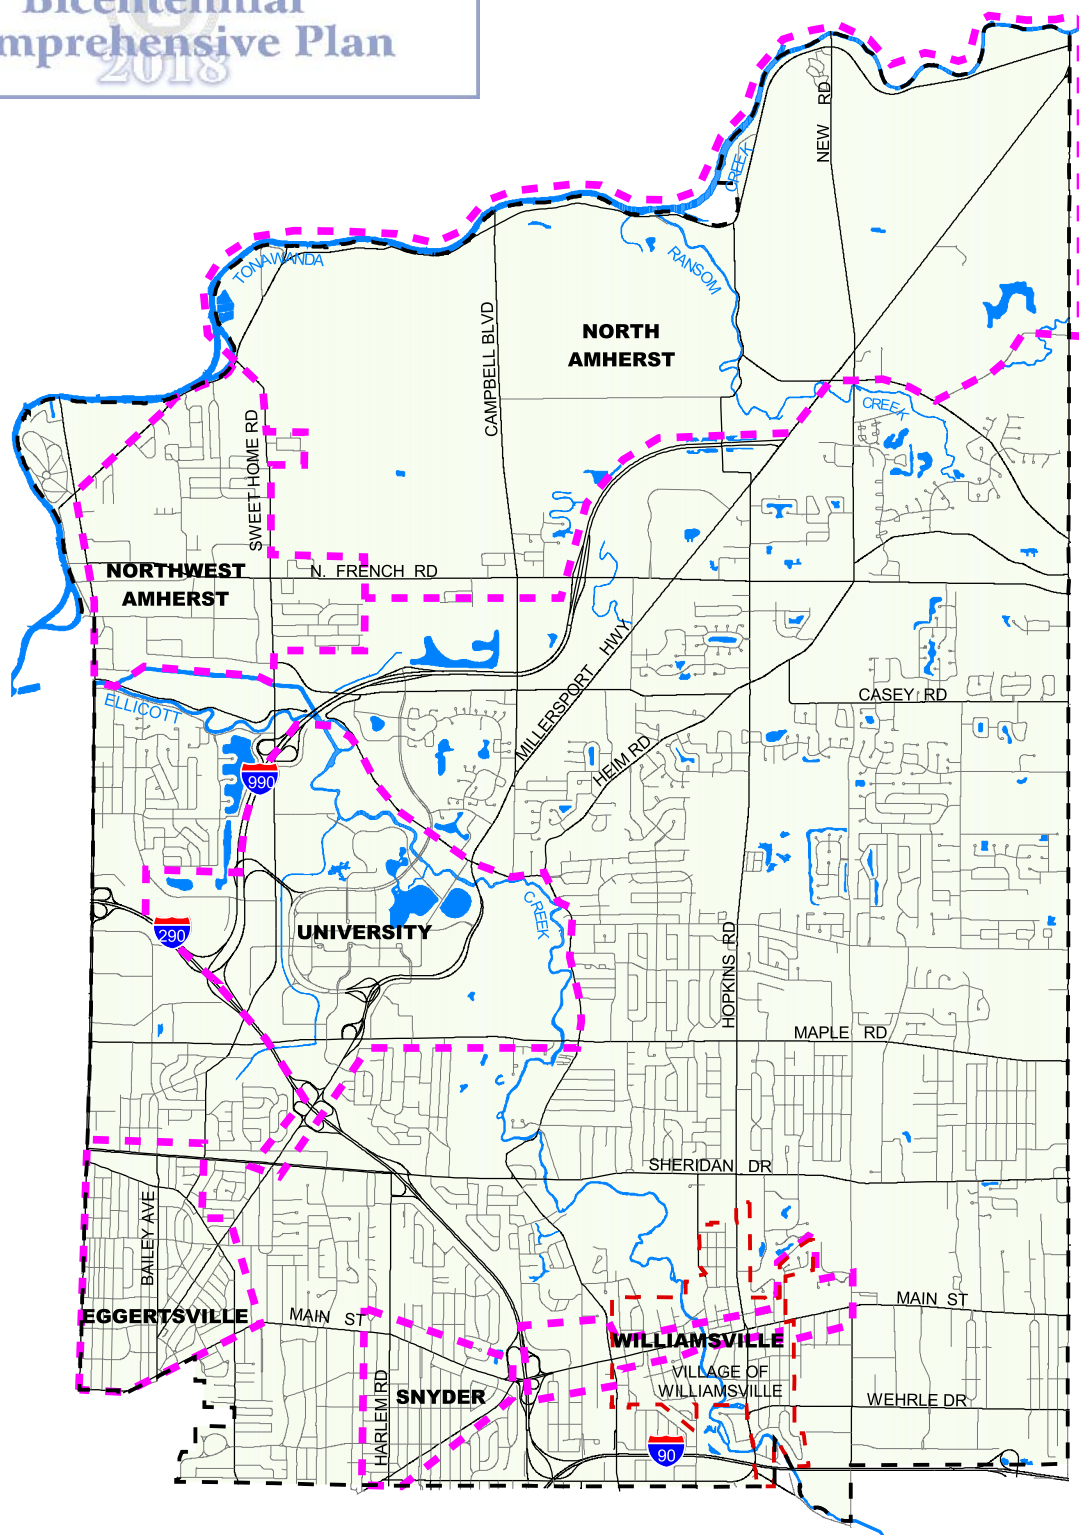 Bicentennial
mprehensive Plan
2018
NEW RD
CREEK
TONAWANDA
RANSOM
NORTH
AMHERST
CAMPBELL BLVD
CREEK
SWEET HOME RD
NORTHWEST
AMHERST
N. FRENCH RD
MILLERSPORT HWY
CASEY RD
ELLICOTT
HEIM RD
990
CREEK
290
UNIVERSITY
HOPKINS RD
MAPLE RD
SHERIDAN DR
BAILEY AVE
EGGERTSVILLE
MAIN ST
MAIN ST
WILLIAMSVILLE
VILLAGE OF
WILLIAMSVILLE
SNYDER
HARLEM RD
WEHRLE DR
90